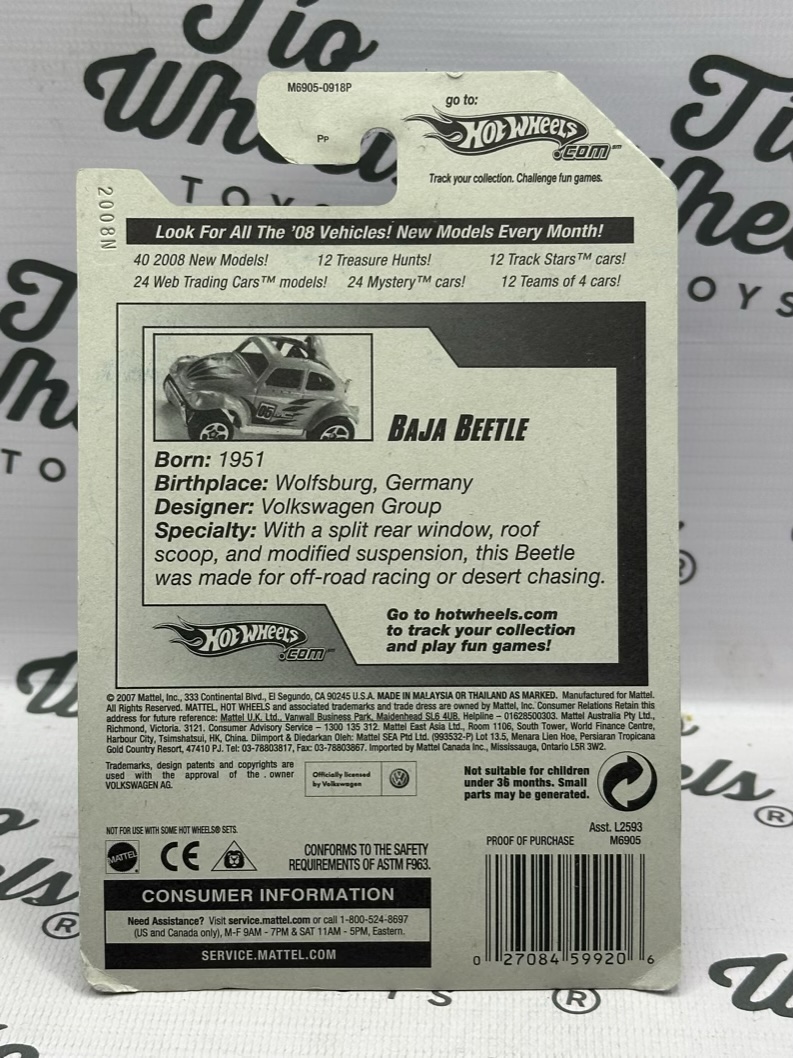 M6905-0918P
go to:
Pp
HOT WHEELS
.COM™
Track your collection. Challenge fun games.
2008N
Look For All The '08 Vehicles! New Models Every Month!
40 2008 New Models! 12 Treasure Hunts! 12 Track Stars™ cars!
24 Web Trading Cars™ models! 24 Mystery™ cars! 12 Teams of 4 cars!
06
BAJA BEETLE
Born: 1951
Birthplace: Wolfsburg, Germany
Designer: Volkswagen Group
Specialty: With a split rear window, roof
scoop, and modified suspension, this Beetle
was made for off-road racing or desert chasing.
HOT WHEELS
.COM™
Go to hotwheels.com
to track your collection
and play fun games!
© 2007 Mattel, Inc., 333 Continental Blvd., El Segundo, CA 90245 U.S.A. MADE IN MALAYSIA OR THAILAND AS MARKED. Manufactured for Mattel.
All Rights Reserved. MATTEL, HOT WHEELS and associated trademarks and trade dress are owned by Mattel, Inc. Consumer Relations Retain this
address for future reference: Mattel U.K. Ltd., Vanwall Business Park, Maidenhead SL6 4UB. Helpline – 01628500303. Mattel Australia Pty Ltd.,
Richmond, Victoria. 3121. Consumer Advisory Service – 1300 135 312. Mattel East Asia Ltd., Room 1106, South Tower, World Finance Centre,
Harbour City, Tsimshatsui, HK, China. Diimport & Diedarkan Oleh: Mattel SEA Ptd Ltd. (993532-P) Lot 13.5, Menara Lien Hoe, Persiaran Tropicana
Gold Country Resort, 47410 PJ. Tel: 03-78803817, Fax: 03-78803867. Imported by Mattel Canada Inc., Mississauga, Ontario L5R 3W2.
Trademarks, design patents and copyrights are
used with the approval of the . owner
VOLKSWAGEN AG.
Officially licensed
by Volkswagen
Not suitable for children
under 36 months. Small
parts may be generated.
Asst. L2593
M6905
NOT FOR USE WITH SOME HOT WHEELS® SETS.
PROOF OF PURCHASE
MATTEL
CE
CONFORMS TO THE SAFETY
REQUIREMENTS OF ASTM F963.
CONSUMER INFORMATION
Need Assistance? Visit service.mattel.com or call 1-800-524-8697
(US and Canada only), M-F 9AM - 7PM & SAT 11AM - 5PM, Eastern.
SERVICE.MATTEL.COM
0 27084 59920 6
Tio
Wheels
TOYS